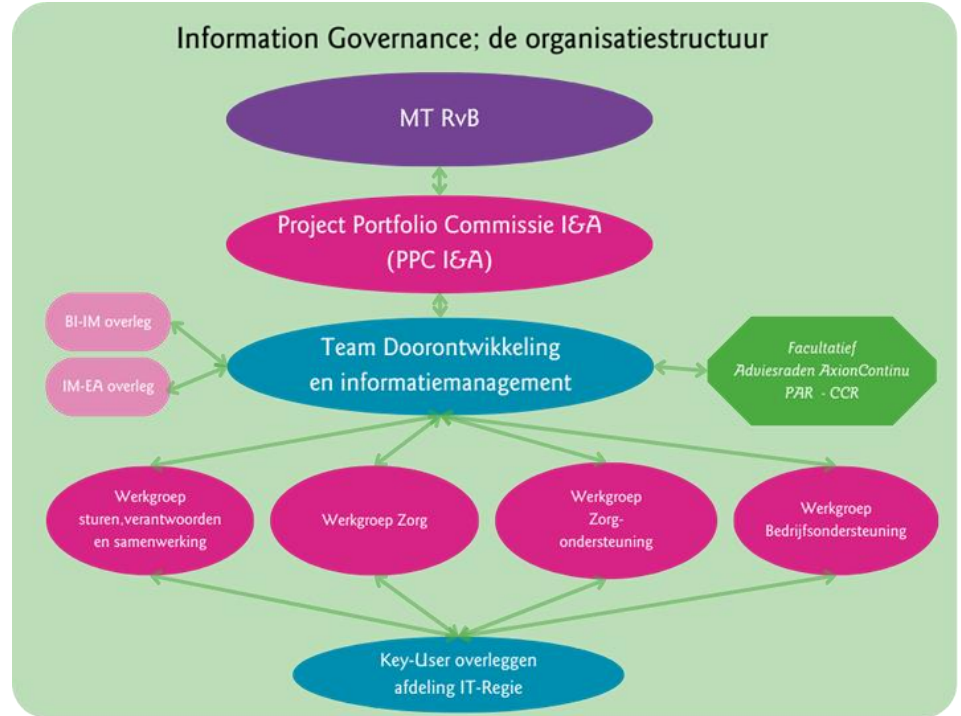 Information Governance; de organisatiestructuur
MT RvB
Project Portfolio Commissie I&A
(PPC I&A)
BI-IM overleg
IM-EA overleg
Team Doorontwikkeling
en informatiemanagement
Facultatief
Adviesraden AxionContinu
PAR - CCR
Werkgroep
sturen,verantwoorden
en samenwerking
Werkgroep Zorg
Werkgroep
Zorg-
ondersteuning
Werkgroep
Bedrijfsondersteuning
Key-User overleggen
afdeling IT-Regie